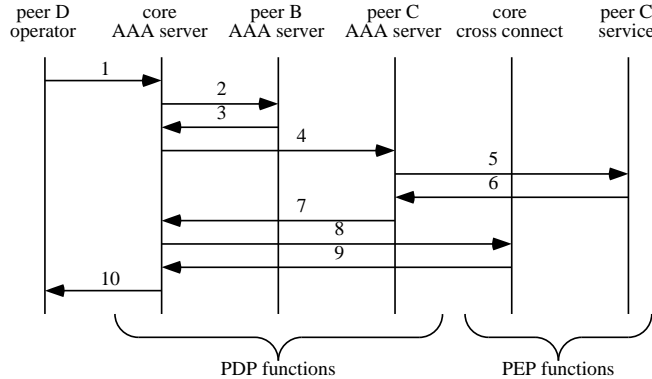 peer D
operator
core
AAA server
peer B
AAA server
peer C
AAA server
core
cross connect
peer C
service
1
2
3
4
5
6
7
8
9
10
PDP functions
PEP functions